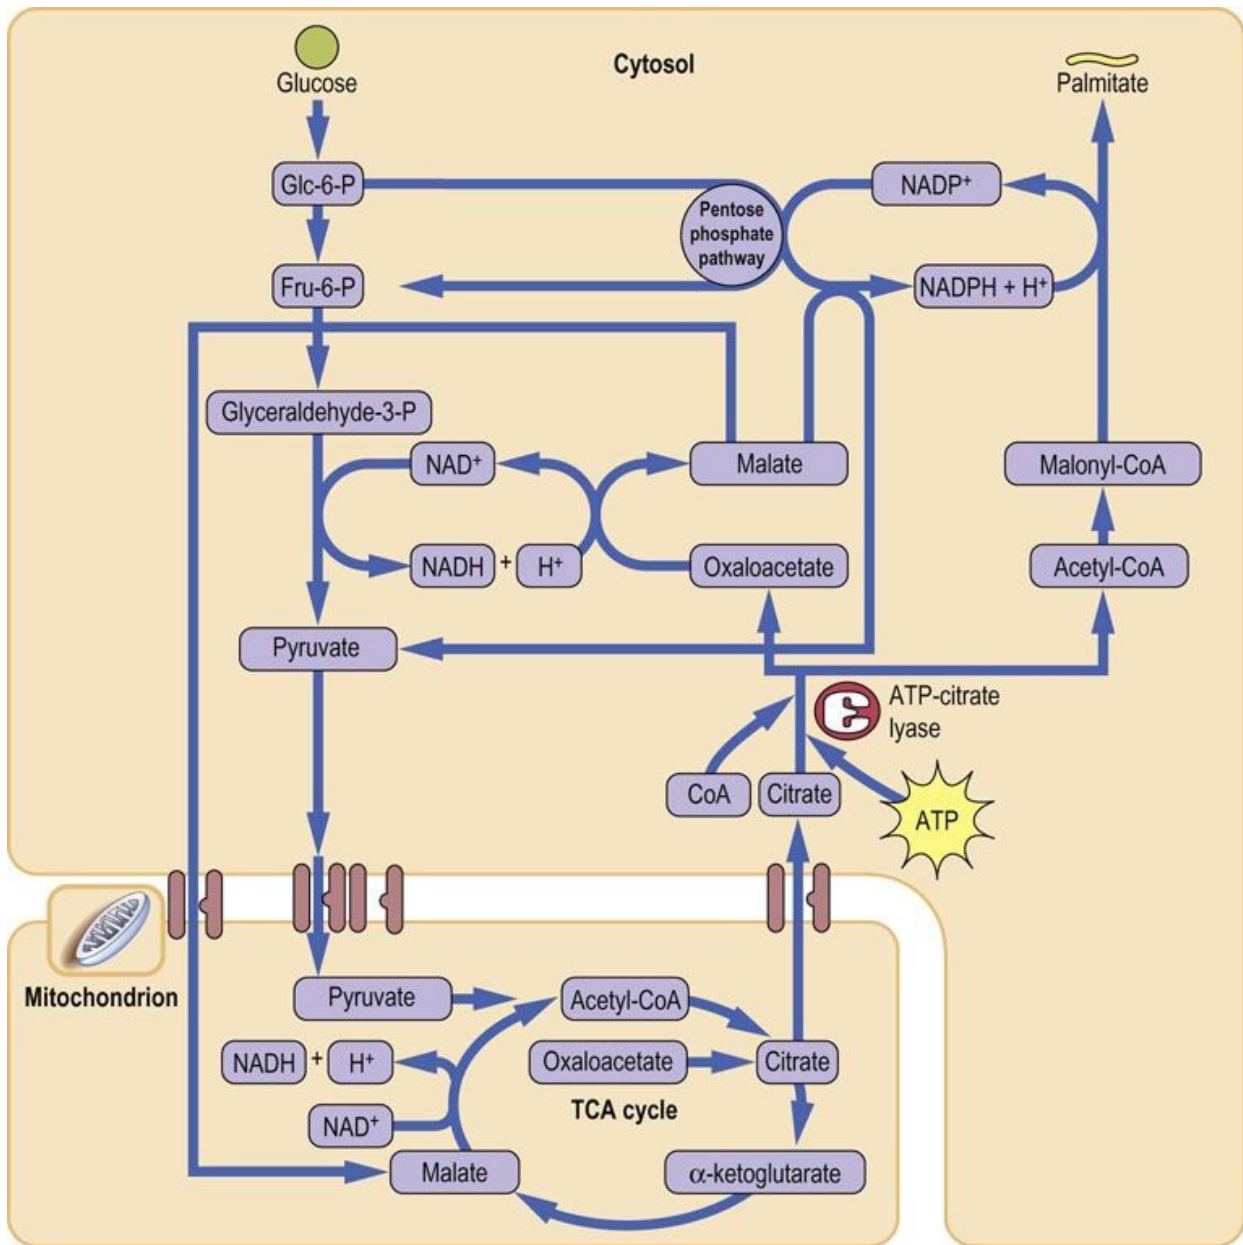 Cytosol
Glucose
Palmitate
Glc-6-P
NADP⁺
Pentose
phosphate
pathway
Fru-6-P
NADPH + H⁺
Glyceraldehyde-3-P
NAD⁺
Malate
Malonyl-CoA
NADH + H⁺
Oxaloacetate
Acetyl-CoA
Pyruvate
ATP-citrate
lyase
CoA
Citrate
ATP
Mitochondrion
Pyruvate
Acetyl-CoA
NADH + H⁺
Oxaloacetate
Citrate
TCA cycle
NAD⁺
Malate
α-ketoglutarate